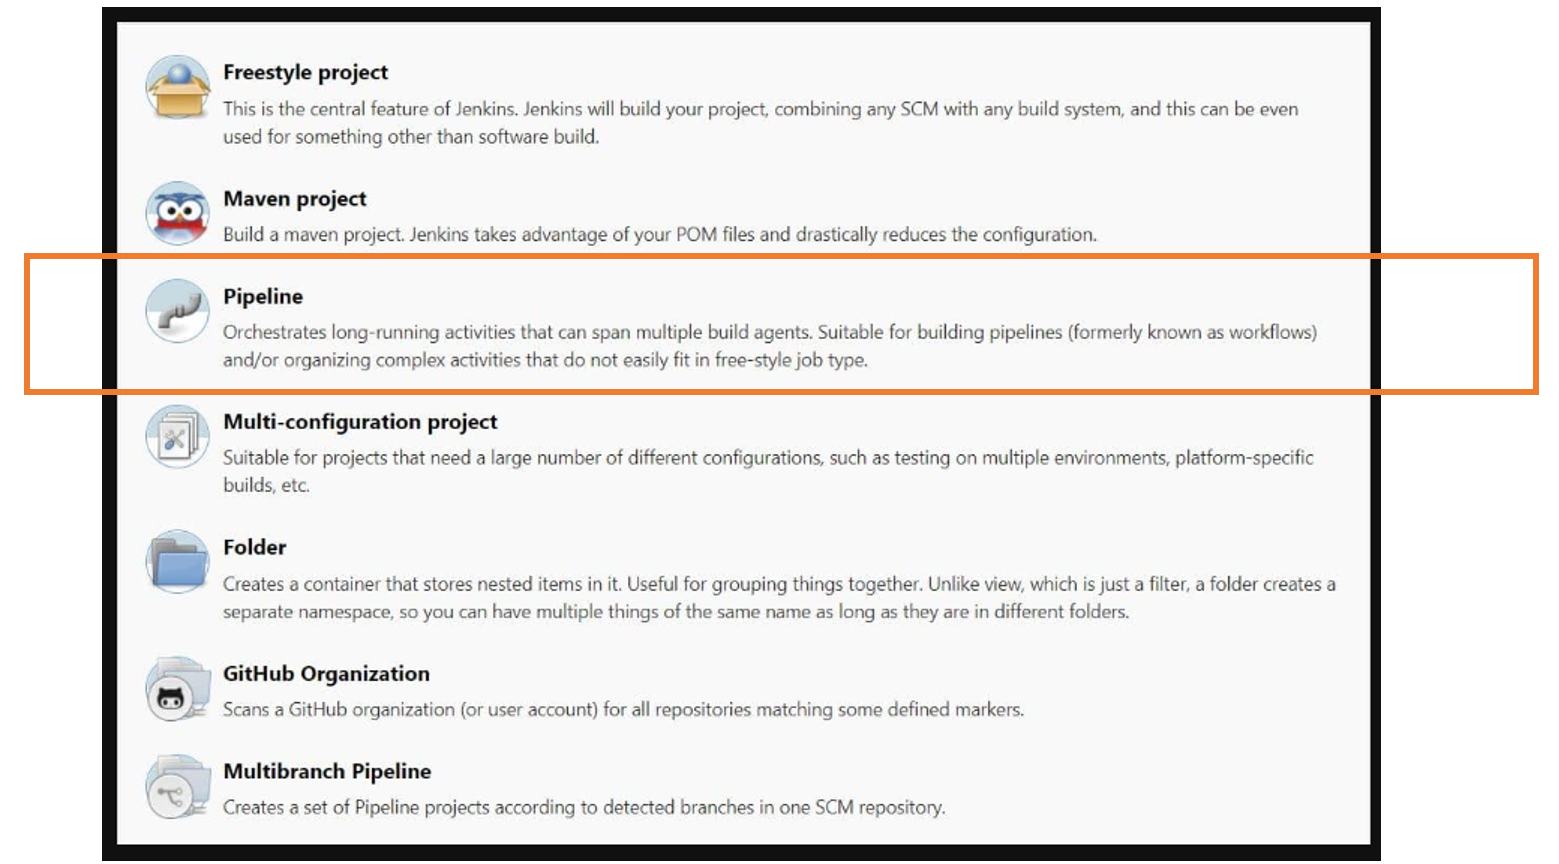 Freestyle project
This is the central feature of Jenkins. Jenkins will build your project, combining any SCM with any build system, and this can be even
used for something other than software build.
Maven project
Build a maven project. Jenkins takes advantage of your POM files and drastically reduces the configuration.
Pipeline
Orchestrates long-running activities that can span multiple build agents. Suitable for building pipelines (formerly known as workflows)
and/or organizing complex activities that do not easily fit in free-style job type.
Multi-configuration project
Suitable for projects that need a large number of different configurations, such as testing on multiple environments, platform-specific
builds, etc.
Folder
Creates a container that stores nested items in it. Useful for grouping things together. Unlike view, which is just a filter, a folder creates a
separate namespace, so you can have multiple things of the same name as long as they are in different folders.
GitHub Organization
Scans a GitHub organization (or user account) for all repositories matching some defined markers.
Multibranch Pipeline
Creates a set of Pipeline projects according to detected branches in one SCM repository.